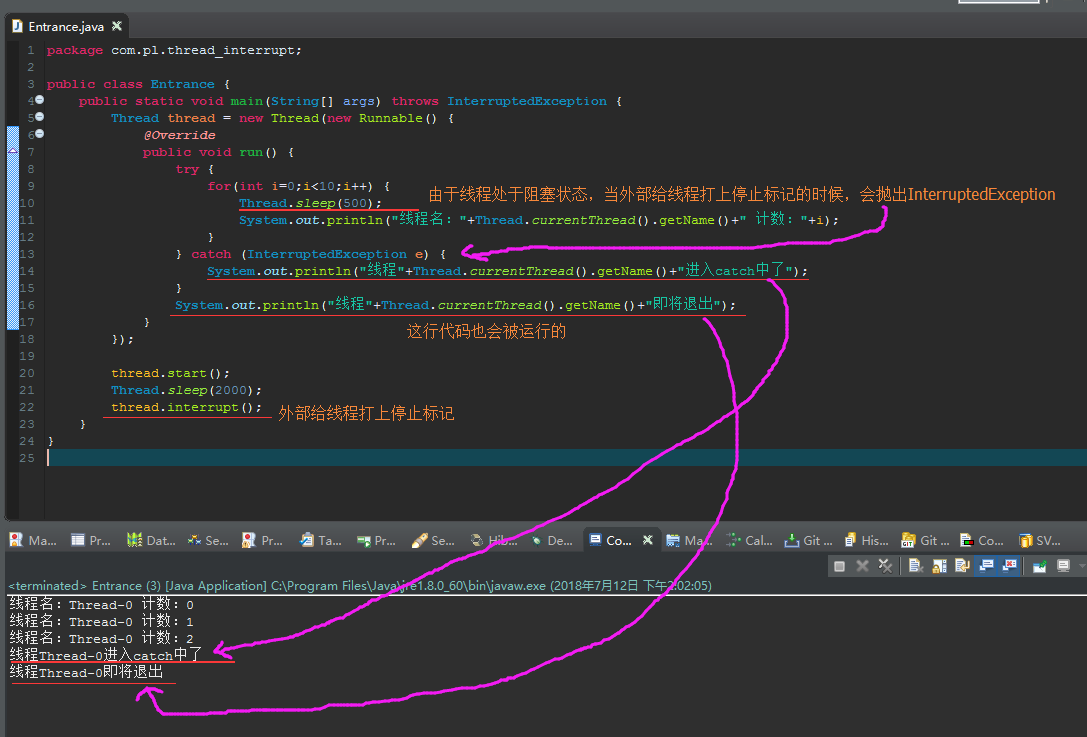 Entrance.java
1 package com.pl.thread_interrupt;
2
3 public class Entrance {
4 public static void main(String[] args) throws InterruptedException {
5 Thread thread = new Thread(new Runnable() {
6 @Override
7 public void run() {
8 try {
9 for(int i=0;i<10;i++) {
10 Thread.sleep(500); 由于线程处于阻塞状态，当外部给线程打上停止标记的时候，会抛出InterruptedException
11 System.out.println("线程名："+Thread.currentThread().getName()+" 计数："+i);
12 }
13 } catch (InterruptedException e) {
14 System.out.println("线程"+Thread.currentThread().getName()+"进入catch中了");
15 }
16 System.out.println("线程"+Thread.currentThread().getName()+"即将退出");
17 }
这行代码也会被运行的
18 });
19
20 thread.start();
21 Thread.sleep(2000);
22 thread.interrupt(); 外部给线程打上停止标记
23 }
24 }
25
Ma... Pr... Dat... Se... Pr... Ta... Pr... Se... Hib... De... Co... Ma... Cal... Git ... His... Git ... Co... SV...
<terminated> Entrance (3) [Java Application] C:\Program Files\Java\jre1.8.0_60\bin\javaw.exe (2018年7月12日 下午2:02:05)
线程名：Thread-0 计数：0
线程名：Thread-0 计数：1
线程名：Thread-0 计数：2
线程Thread-0进入catch中了
线程Thread-0即将退出